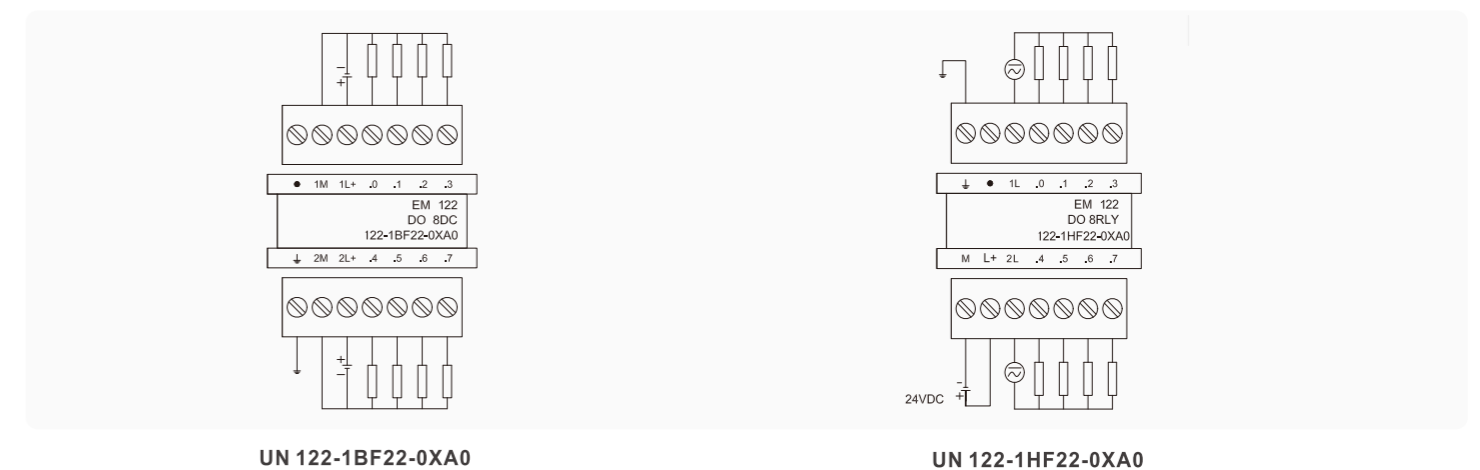 - +
● 1M 1L+ .0 .1 .2 .3
EM 122
DO 8DC
122-1BF22-0XA0
2M 2L+ .4 .5 .6 .7
+ -
UN 122-1BF22-0XA0
● 1L .0 .1 .2 .3
EM 122
DO 8RLY
122-1HF22-0XA0
M L+ 2L .4 .5 .6 .7
- +
24VDC
UN 122-1HF22-0XA0